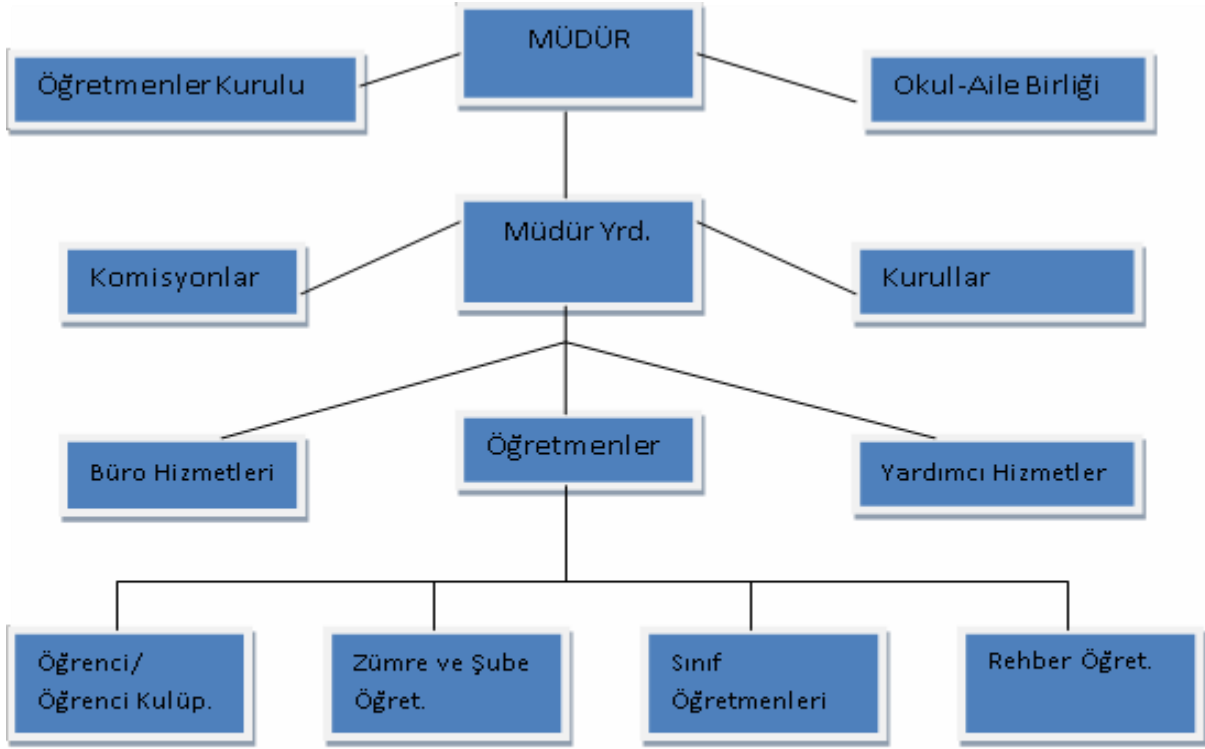 MÜDÜR
Öğretmenler Kurulu
Okul-Aile Birliği
Müdür Yrd.
Komisyonlar
Kurullar
Büro Hizmetleri
Öğretmenler
Yardımcı Hizmetler
Öğrenci/
Öğrenci Kulüp.
Zümre ve Şube
Öğret.
Sınıf
Öğretmenleri
Rehber Öğret.